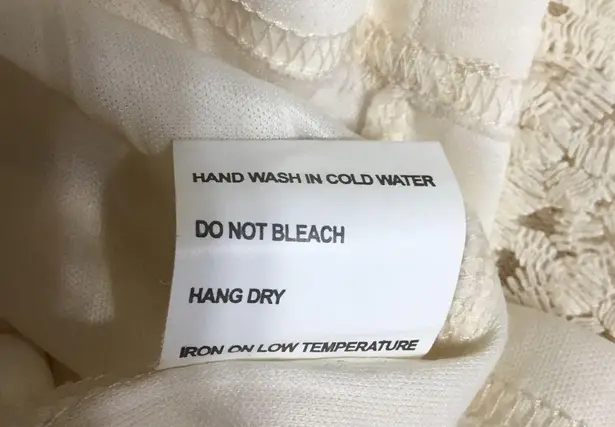 HAND WASH IN COLD WATER
DO NOT BLEACH
HANG DRY
IRON ON LOW TEMPERATURE